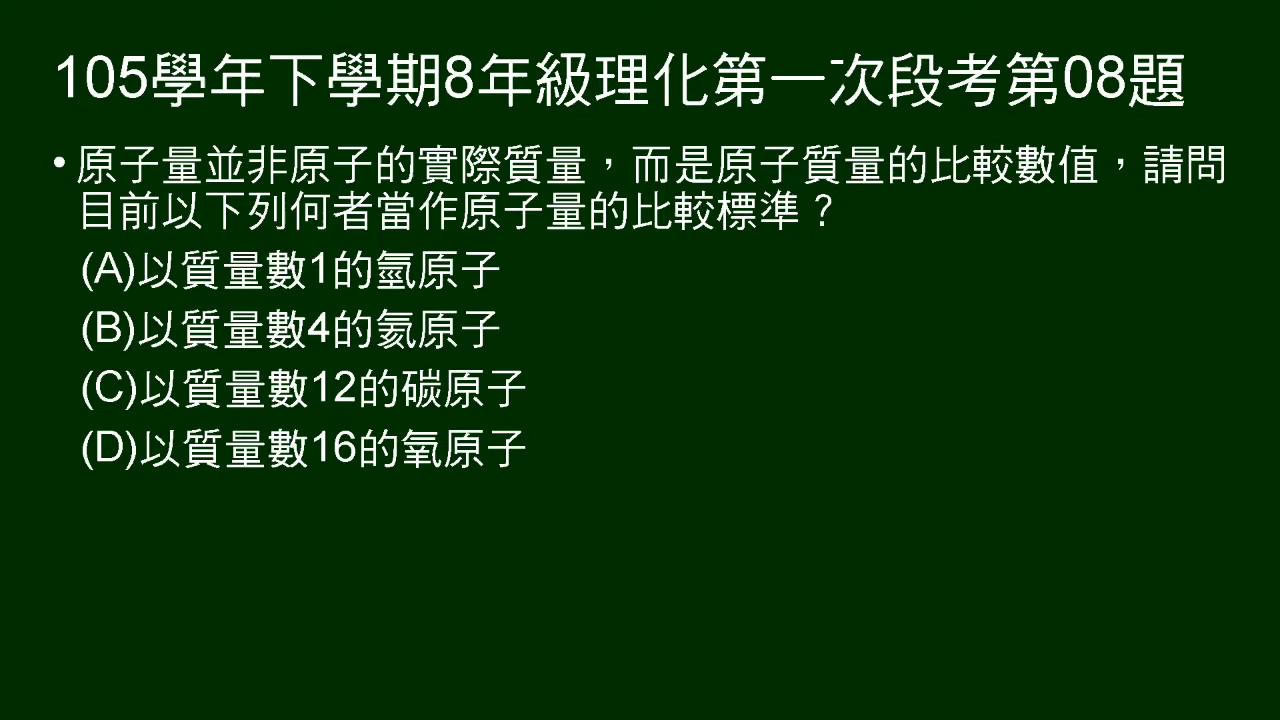 105學年下學期8年級理化第一次段考第08題
•原子量並非原子的實際質量，而是原子質量的比較數值，請問
目前以下列何者當作原子量的比較標準？
(A)以質量數1的氫原子
(B)以質量數4的氦原子
(C)以質量數12的碳原子
(D)以質量數16的氧原子